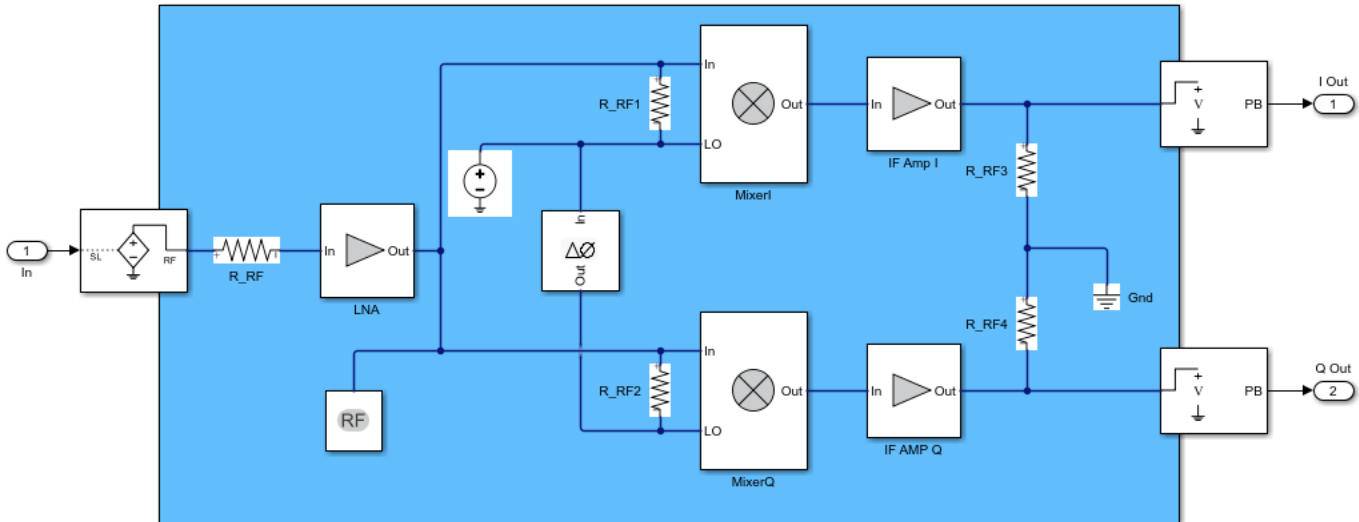 In
R_RF1
Out
In
Out
I Out
1
+
V
PB
LO
MixerI
IF Amp I
R_RF3
+
−
1
In
SL
+
−
RF
R_RF
In
Out
LNA
In
ΔØ
Out
Gnd
R_RF4
RF
In
R_RF2
Out
In
Out
Q Out
2
+
V
PB
LO
MixerQ
IF AMP Q